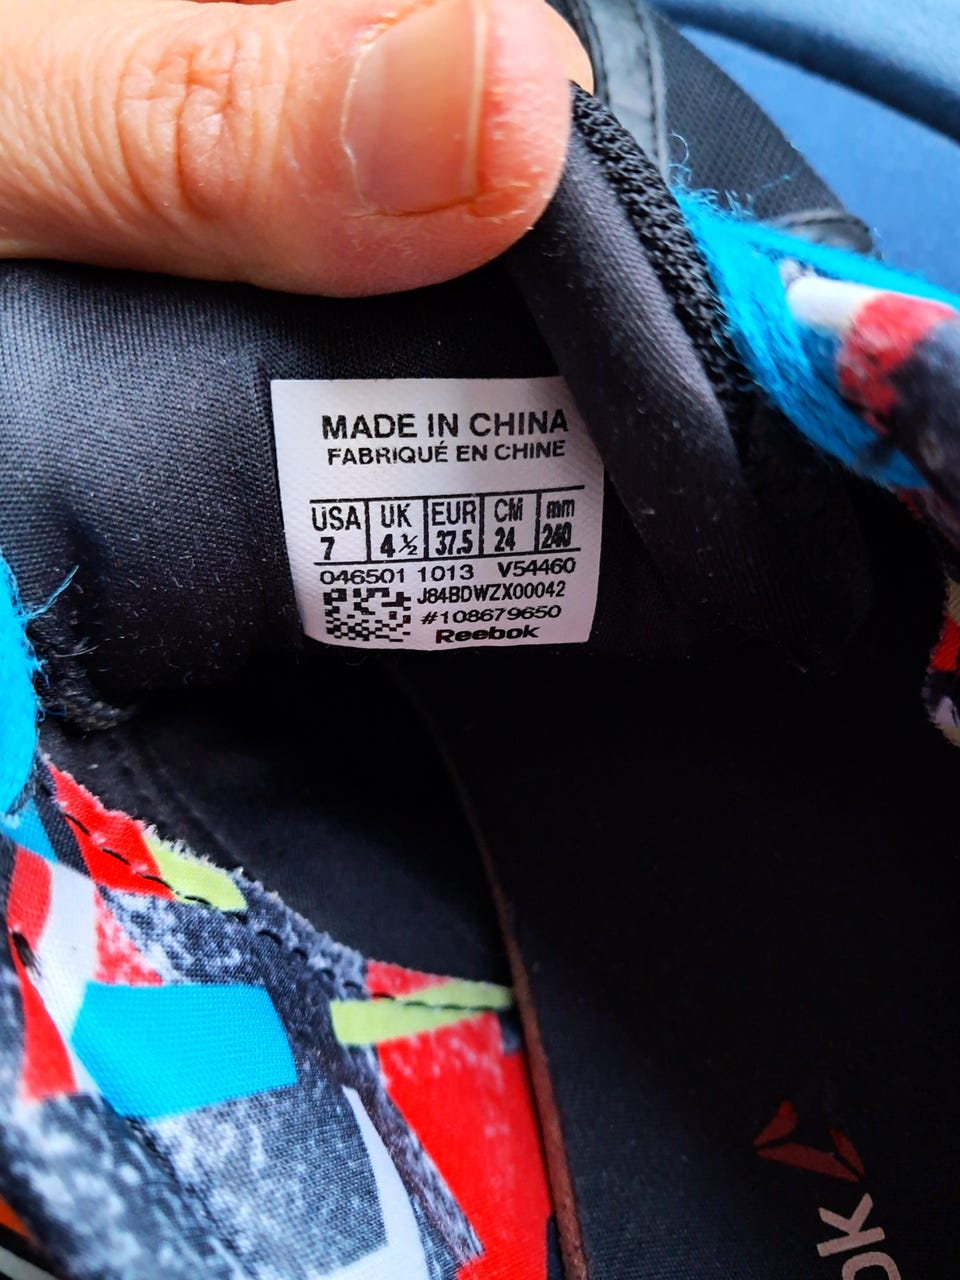 MADE IN CHINA
FABRIQUÉ EN CHINE
USA UK EUR CM mm
7 4½ 37.5 24 240
046501 1013 V54460
J84BDWZX00042
#108679650
Reebok
ok